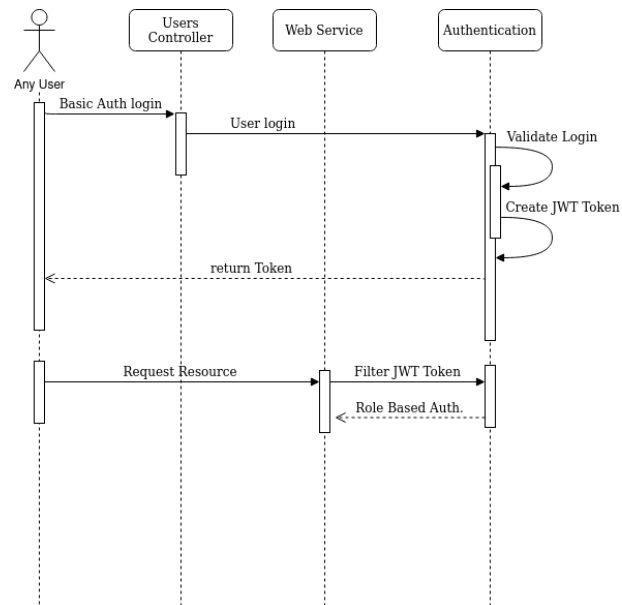 Users
Controller
Web Service
Authentication
Any User
Basic Auth login
User login
Validate Login
Create JWT Token
return Token
Request Resource
Filter JWT Token
Role Based Auth.